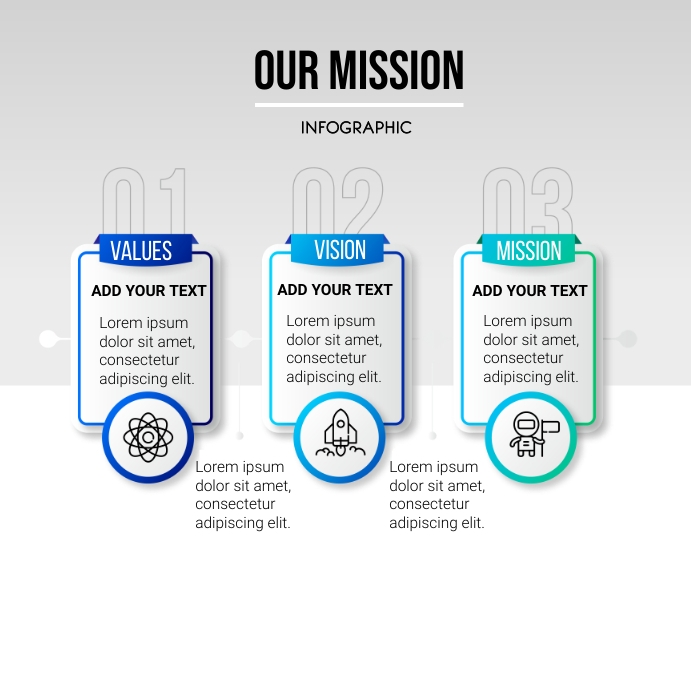 OUR MISSION
INFOGRAPHIC
01
VALUES
ADD YOUR TEXT
Lorem ipsum
dolor sit amet,
consectetur
adipiscing elit.
02
VISION
ADD YOUR TEXT
Lorem ipsum
dolor sit amet,
consectetur
adipiscing elit.
03
MISSION
ADD YOUR TEXT
Lorem ipsum
dolor sit amet,
consectetur
adipiscing elit.
Lorem ipsum
dolor sit amet,
consectetur
adipiscing elit.
Lorem ipsum
dolor sit amet,
consectetur
adipiscing elit.